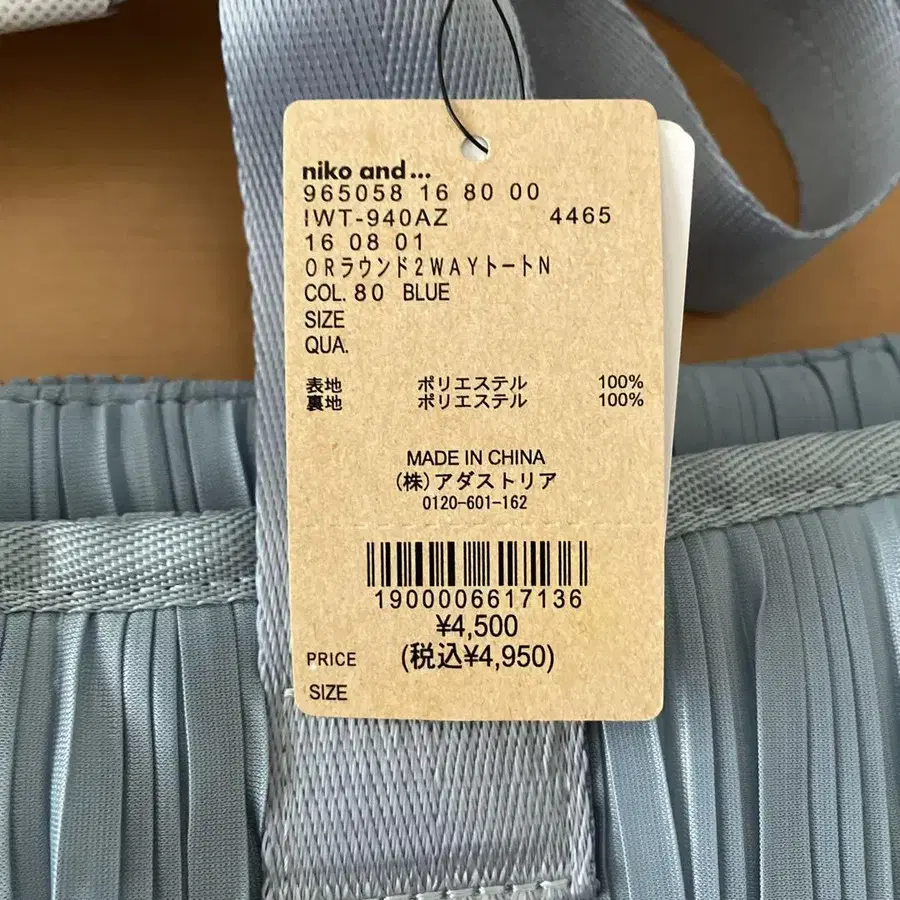 niko and...
965058 16 80 00
IWT-940AZ 4465
16 08 01
ORラウンド2WAYトートN
COL. 80 BLUE
SIZE
QUA.
表地 ポリエステル 100%
裏地 ポリエステル 100%
MADE IN CHINA
(株)アダストリア
0120-601-162
1900006617136
¥4,500
PRICE (税込¥4,950)
SIZE